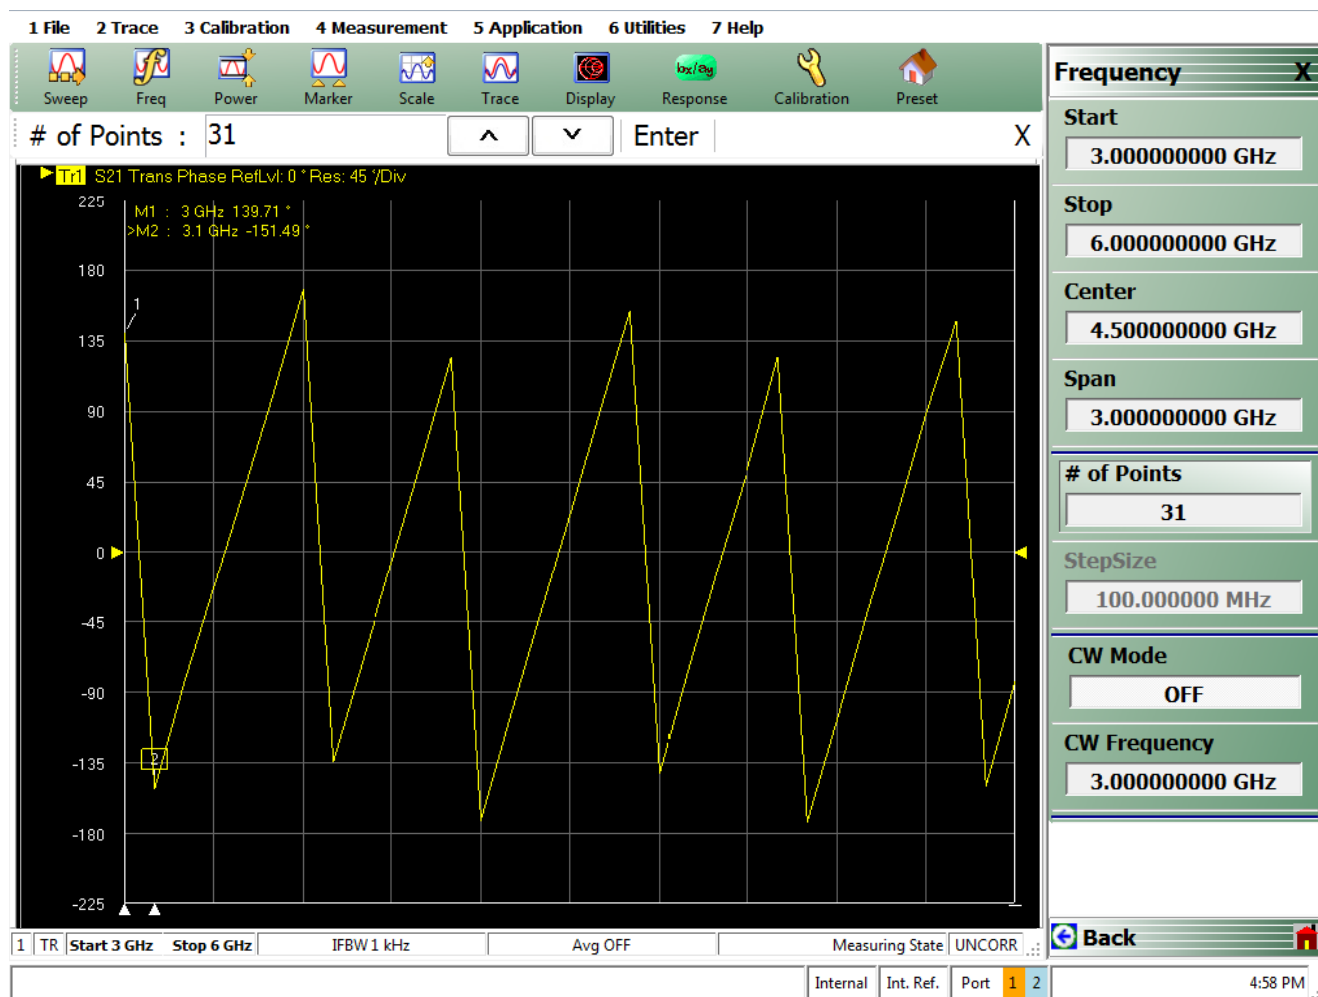 1 File 2 Trace 3 Calibration 4 Measurement 5 Application 6 Utilities 7 Help
Sweep Freq Power Marker Scale Trace Display bx/ay Response Calibration Preset
# of Points : 31 Enter X
Tr1 S21 Trans Phase RefLvl: 0 ° Res: 45 °/Div
M1 : 3 GHz 139.71 °
>M2 : 3.1 GHz -151.49 °
225
180
135
90
45
0
-45
-90
-135
-180
-225
1
2
1 TR Start 3 GHz Stop 6 GHz IFBW 1 kHz Avg OFF Measuring State UNCORR
Internal Int. Ref. Port 1 2 4:58 PM
Frequency X
Start
3.000000000 GHz
Stop
6.000000000 GHz
Center
4.500000000 GHz
Span
3.000000000 GHz
# of Points
31
StepSize
100.000000 MHz
CW Mode
OFF
CW Frequency
3.000000000 GHz
Back